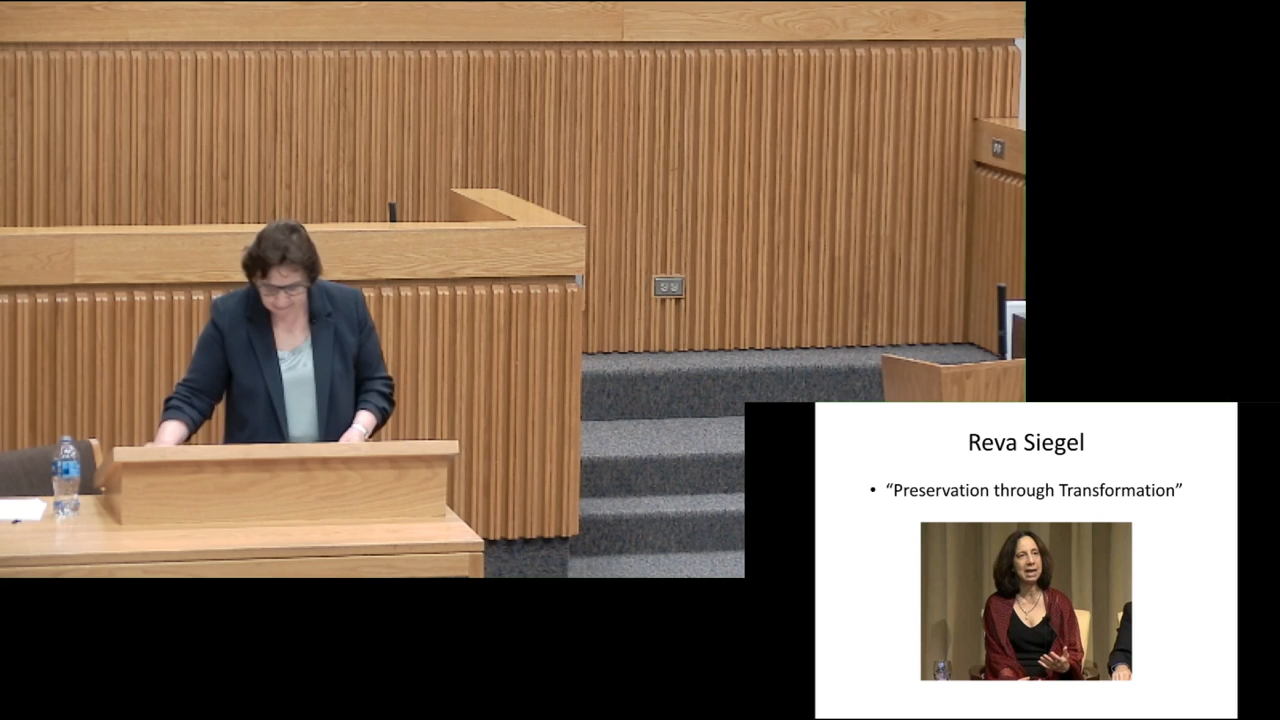 Reva Siegel
• “Preservation through Transformation”